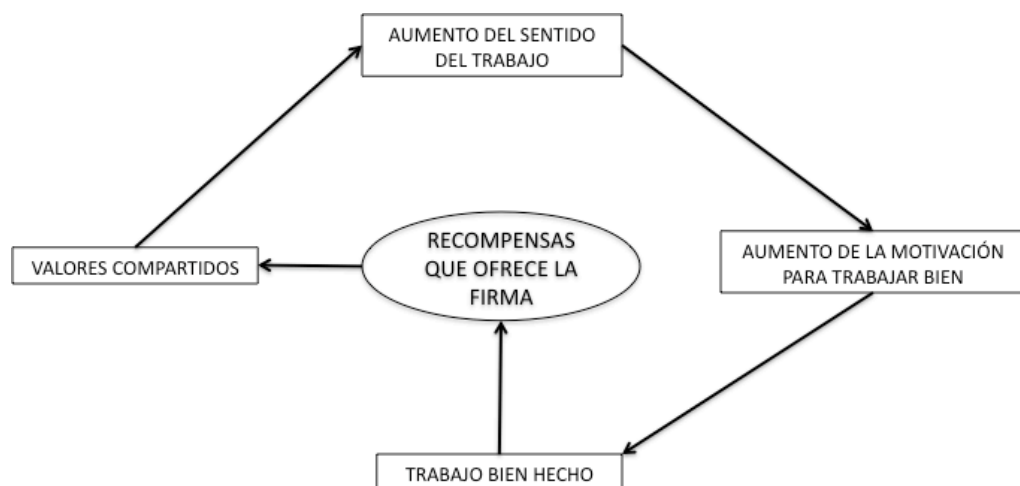 AUMENTO DEL SENTIDO
DEL TRABAJO
VALORES COMPARTIDOS
RECOMPENSAS
QUE OFRECE LA
FIRMA
AUMENTO DE LA MOTIVACIÓN
PARA TRABAJAR BIEN
TRABAJO BIEN HECHO